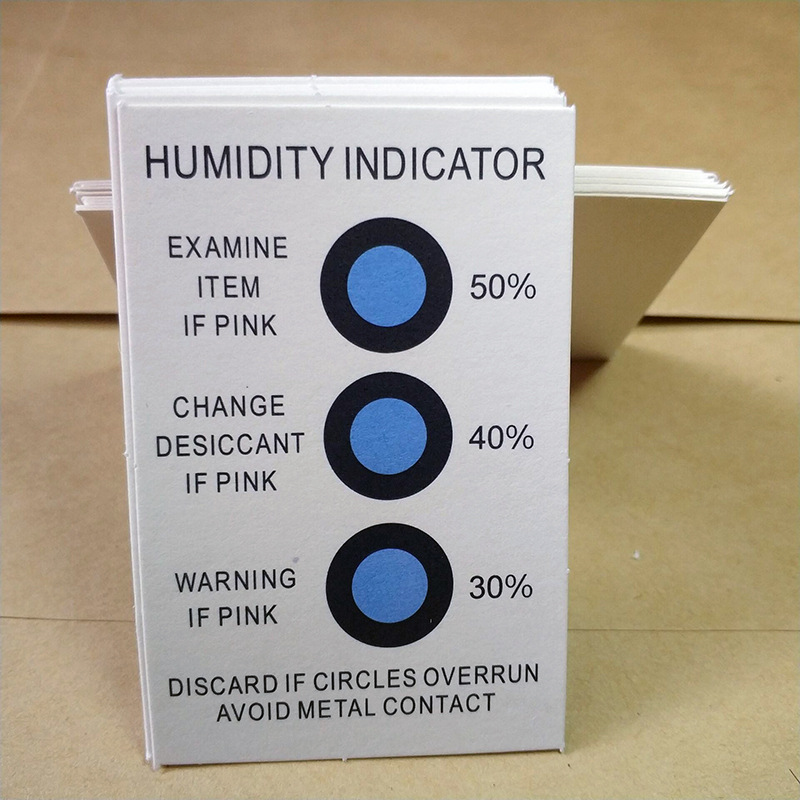 HUMIDITY INDICATOR
EXAMINE
ITEM
IF PINK
50%
CHANGE
DESICCANT
IF PINK
40%
WARNING
IF PINK
30%
DISCARD IF CIRCLES OVERRUN
AVOID METAL CONTACT